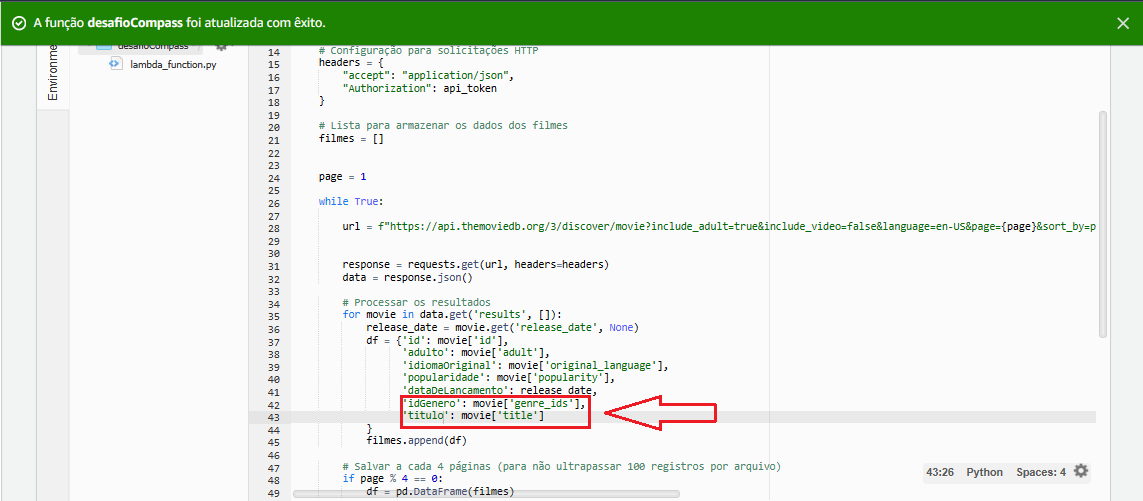 A função desafioCompass foi atualizada com êxito.
Environme
desafioCompass
lambda_function.py
14 # Configuração para solicitações HTTP
15 headers = {
16 "accept": "application/json",
17 "Authorization": api_token
18 }
19
20 # Lista para armazenar os dados dos filmes
21 filmes = []
22
23
24 page = 1
25
26 while True:
27
28 url = f"https://api.themoviedb.org/3/discover/movie?include_adult=true&include_video=false&language=en-US&page={page}&sort_by=p
29
30
31 response = requests.get(url, headers=headers)
32 data = response.json()
33
34 # Processar os resultados
35 for movie in data.get('results', []):
36 release_date = movie.get('release_date', None)
37 df = {'id': movie['id'],
38 'adulto': movie['adult'],
39 'idiomaOriginal': movie['original_language'],
40 'popularidade': movie['popularity'],
41 'dataDeLancamento': release_date,
42 'idGenero': movie['genre_ids'],
43 'titulo': movie['title']
44 }
45 filmes.append(df)
46
47 # Salvar a cada 4 páginas (para não ultrapassar 100 registros por arquivo)
48 if page % 4 == 0:
49 df = pd.DataFrame(filmes)
43:26 Python Spaces: 4